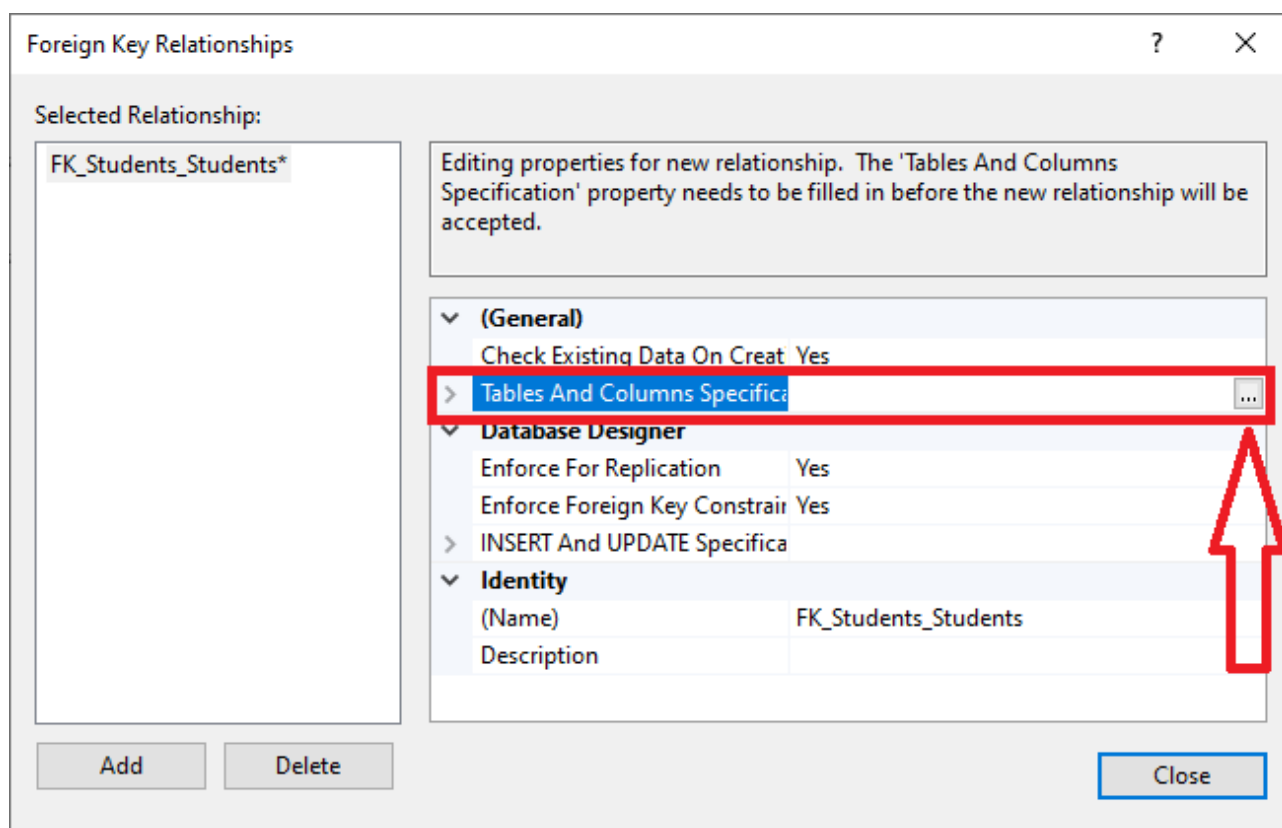 Foreign Key Relationships
?
Selected Relationship:
FK_Students_Students*
Editing properties for new relationship.  The 'Tables And Columns
Specification' property needs to be filled in before the new relationship will be
accepted.
(General)
Check Existing Data On Creat Yes
Tables And Columns Specifica ...
Database Designer
Enforce For Replication Yes
Enforce Foreign Key Constrair Yes
INSERT And UPDATE Specifica
Identity
(Name) FK_Students_Students
Description
Add Delete
Close